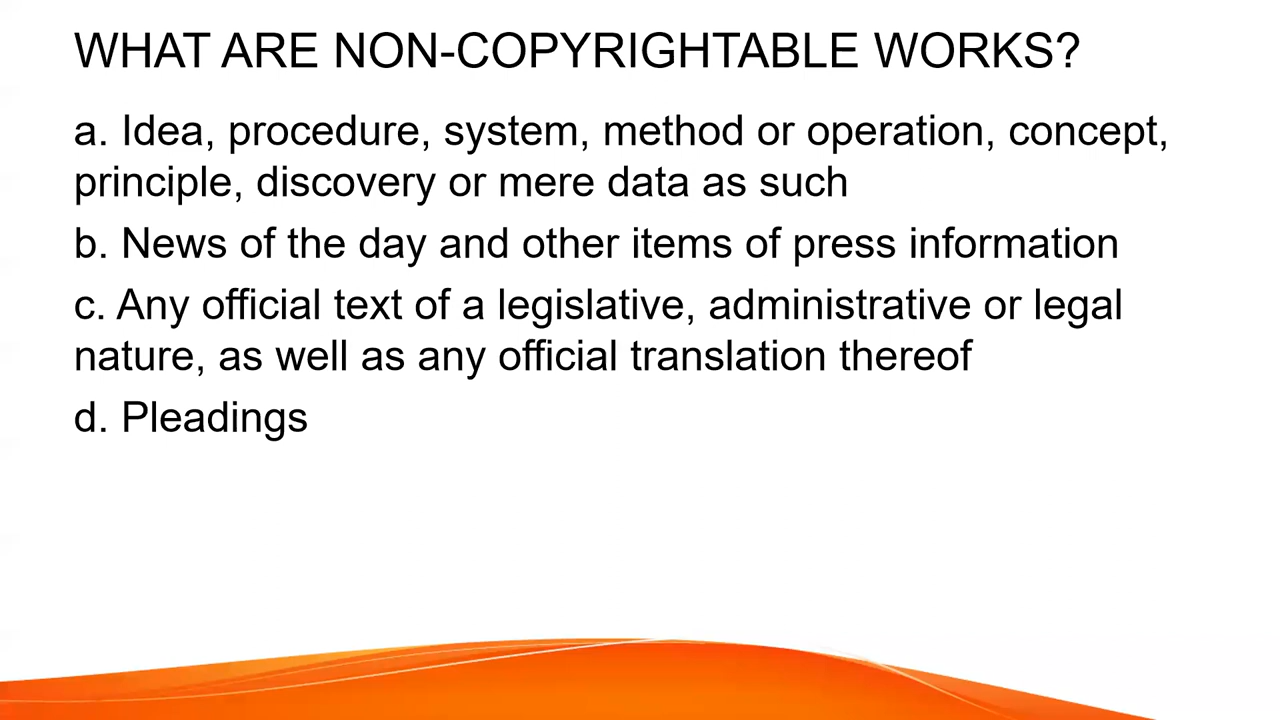 WHAT ARE NON-COPYRIGHTABLE WORKS?
a. Idea, procedure, system, method or operation, concept,
principle, discovery or mere data as such
b. News of the day and other items of press information
c. Any official text of a legislative, administrative or legal
nature, as well as any official translation thereof
d. Pleadings